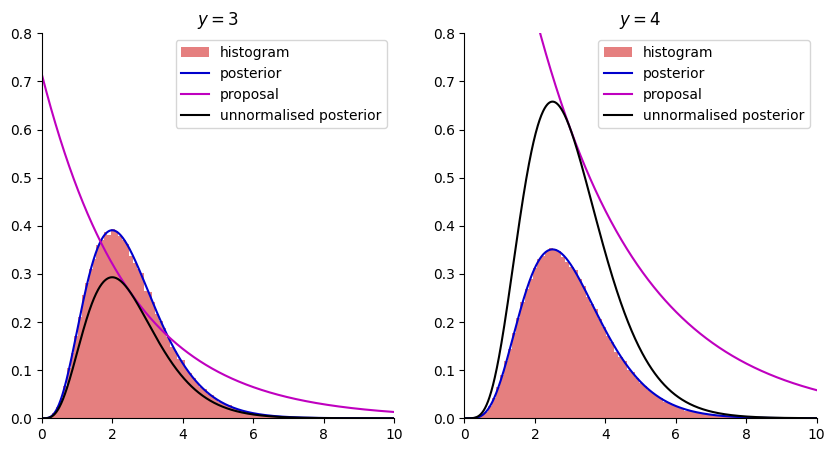 y = 3
0.8
0.7
0.6
0.5
0.4
0.3
0.2
0.1
0.0
0 2 4 6 8 10
histogram
posterior
proposal
unnormalised posterior
y = 4
0.8
0.7
0.6
0.5
0.4
0.3
0.2
0.1
0.0
0 2 4 6 8 10
histogram
posterior
proposal
unnormalised posterior